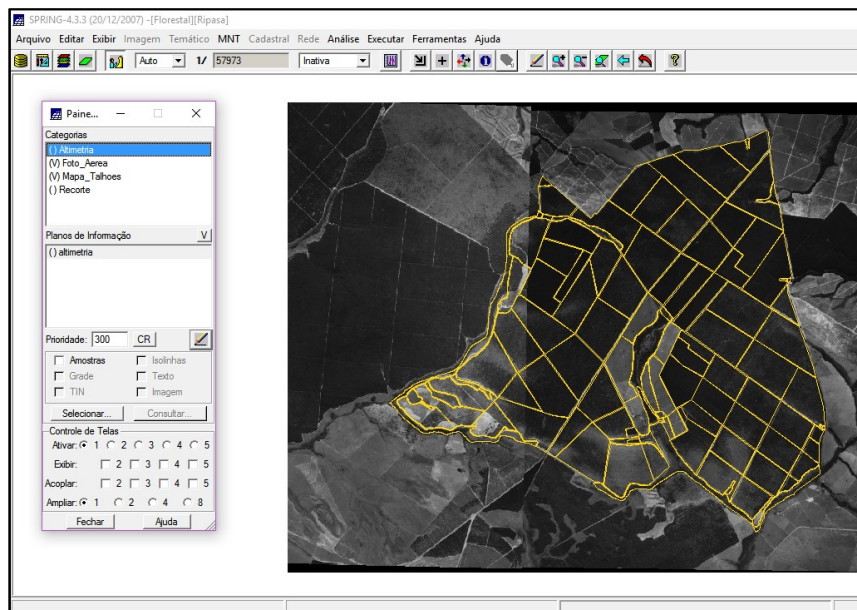 SPRING-4.3.3 (20/12/2007) -[Florestal][Ripasa]
Arquivo Editar Exibir Imagem Temático MNT Cadastral Rede Análise Executar Ferramentas Ajuda
Auto 1/ 57973 Inativa
Paine...
Categorias
( ) Altimetria
(V) Foto_Aerea
(V) Mapa_Talhoes
( ) Recorte
Planos de Informação V
( ) altimetria
Prioridade: 300 CR
Amostras Isolinhas
Grade Texto
TIN Imagem
Selecionar... Consultar...
Controle de Telas
Ativar: 1 2 3 4 5
Exibir: 2 3 4 5
Acoplar: 2 3 4 5
Ampliar: 1 2 4 8
Fechar Ajuda